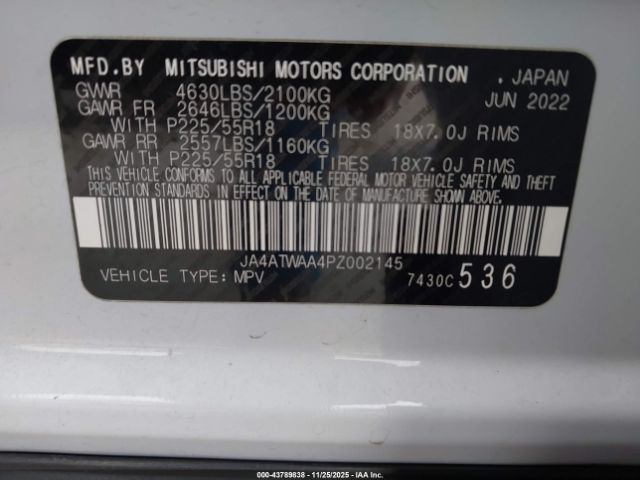 MFD.BY MITSUBISHI MOTORS CORPORATION . JAPAN
GVWR 4630LBS/2100KG JUN 2022
GAWR FR 2646LBS/1200KG
WITH P225/55R18 TIRES 18X7.0J RIMS
GAWR RR 2557LBS/1160KG
WITH P225/55R18 TIRES 18X7.0J RIMS
THIS VEHICLE CONFORMS TO ALL APPLICABLE FEDERAL MOTOR VEHICLE SAFETY AND THEFT
PREVENTION STANDARDS IN EFFECT ON THE DATE OF MANUFACTURE SHOWN ABOVE.
JA4ATWAA4PZ002145
VEHICLE TYPE: MPV 7430C 536
000-43789838 - 11/25/2025 - IAA Inc.